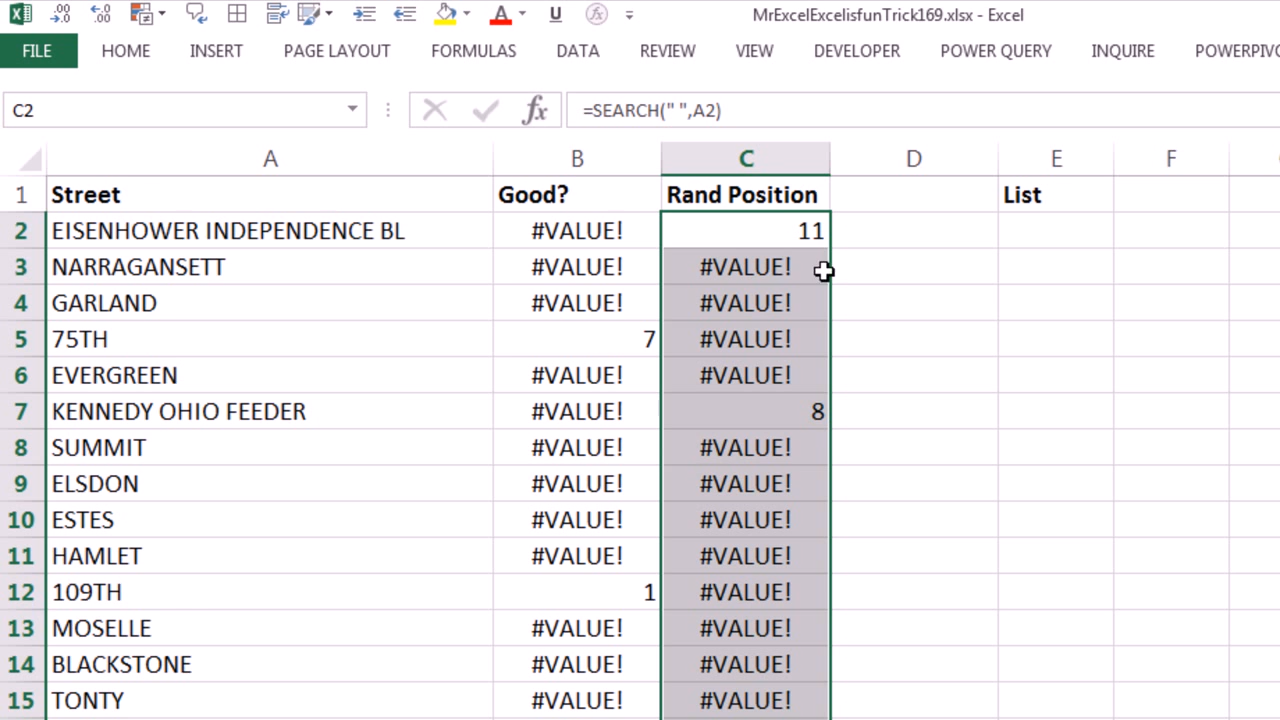 MrExcelExcelisfunTrick169.xlsx - Excel
FILE HOME INSERT PAGE LAYOUT FORMULAS DATA REVIEW VIEW DEVELOPER POWER QUERY INQUIRE POWERPIVO
C2 fx =SEARCH(" ",A2)
A B C D E F
1 Street Good? Rand Position List
2 EISENHOWER INDEPENDENCE BL #VALUE! 11
3 NARRAGANSETT #VALUE! #VALUE!
4 GARLAND #VALUE! #VALUE!
5 75TH 7 #VALUE!
6 EVERGREEN #VALUE! #VALUE!
7 KENNEDY OHIO FEEDER #VALUE! 8
8 SUMMIT #VALUE! #VALUE!
9 ELSDON #VALUE! #VALUE!
10 ESTES #VALUE! #VALUE!
11 HAMLET #VALUE! #VALUE!
12 109TH 1 #VALUE!
13 MOSELLE #VALUE! #VALUE!
14 BLACKSTONE #VALUE! #VALUE!
15 TONTY #VALUE! #VALUE!